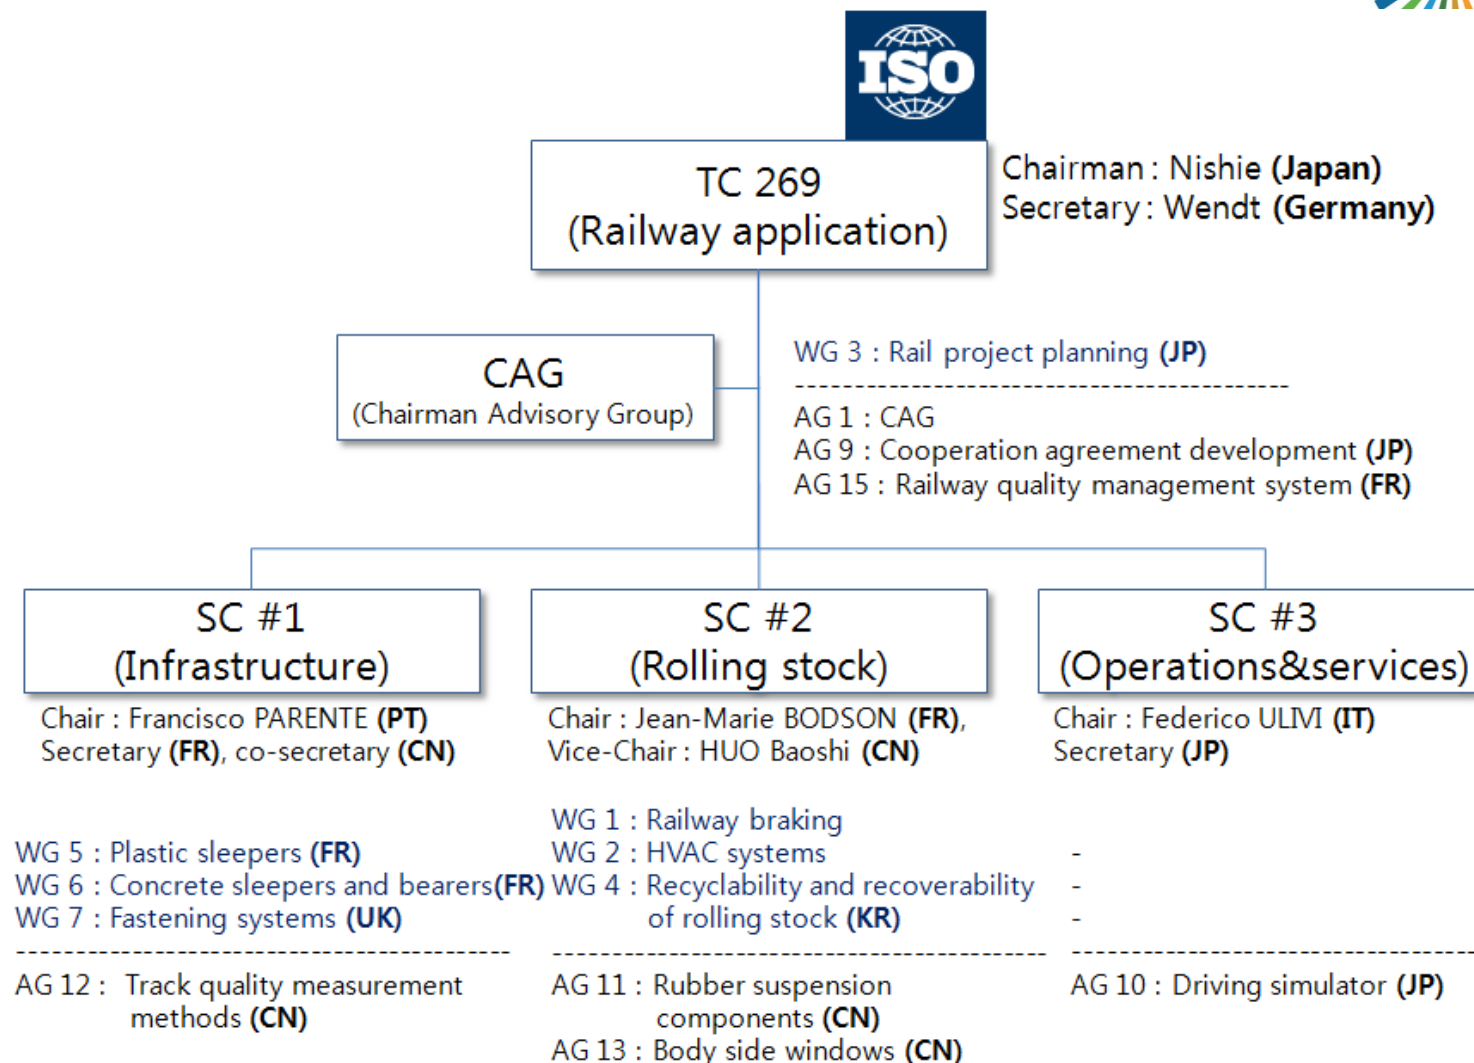 ISO
TC 269
(Railway application)
Chairman : Nishie (Japan)
Secretary : Wendt (Germany)
CAG
(Chairman Advisory Group)
WG 3 : Rail project planning (JP)
-----------------------------------------
AG 1 : CAG
AG 9 : Cooperation agreement development (JP)
AG 15 : Railway quality management system (FR)
SC #1
(Infrastructure)
Chair : Francisco PARENTE (PT)
Secretary (FR), co-secretary (CN)
WG 5 : Plastic sleepers (FR)
WG 6 : Concrete sleepers and bearers(FR)
WG 7 : Fastening systems (UK)
-----------------------------------------
AG 12 : Track quality measurement
methods (CN)
SC #2
(Rolling stock)
Chair : Jean-Marie BODSON (FR),
Vice-Chair : HUO Baoshi (CN)
WG 1 : Railway braking
WG 2 : HVAC systems
WG 4 : Recyclability and recoverability
of rolling stock (KR)
-----------------------------------------
AG 11 : Rubber suspension
components (CN)
AG 13 : Body side windows (CN)
SC #3
(Operations&services)
Chair : Federico ULIVI (IT)
Secretary (JP)
-
-
-
-----------------------------------------
AG 10 : Driving simulator (JP)